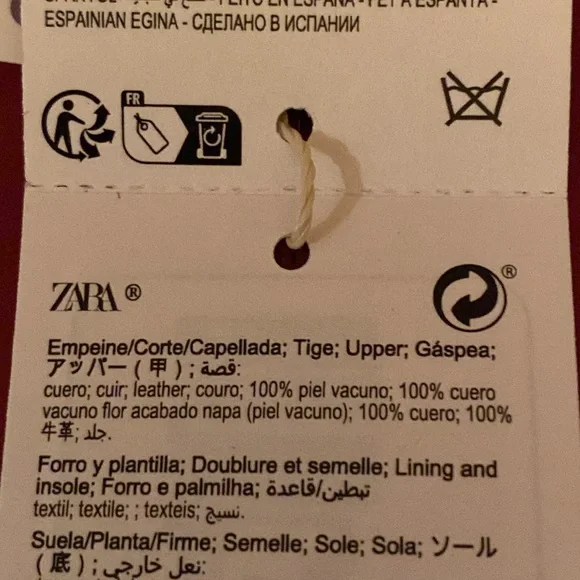 ESPAINIAN EGINA - СДЕЛАНО В ИСПАНИИ
FR
ZARA ®
®
Empeine/Corte/Capellada; Tige; Upper; Gáspea;
アッパー ( 甲 ) ; قصة:
cuero; cuir; leather; couro; 100% piel vacuno; 100% cuero
vacuno flor acabado napa (piel vacuno); 100% cuero; 100%
牛革; جلد.
Forro y plantilla; Doublure et semelle; Lining and
insole; Forro e palmilha; تبطين/قاعدة
textil; textile; ; texteis; نسيج.
Suela/Planta/Firme; Semelle; Sole; Sola; ソール
( 底 ) ; نعل خارجي: